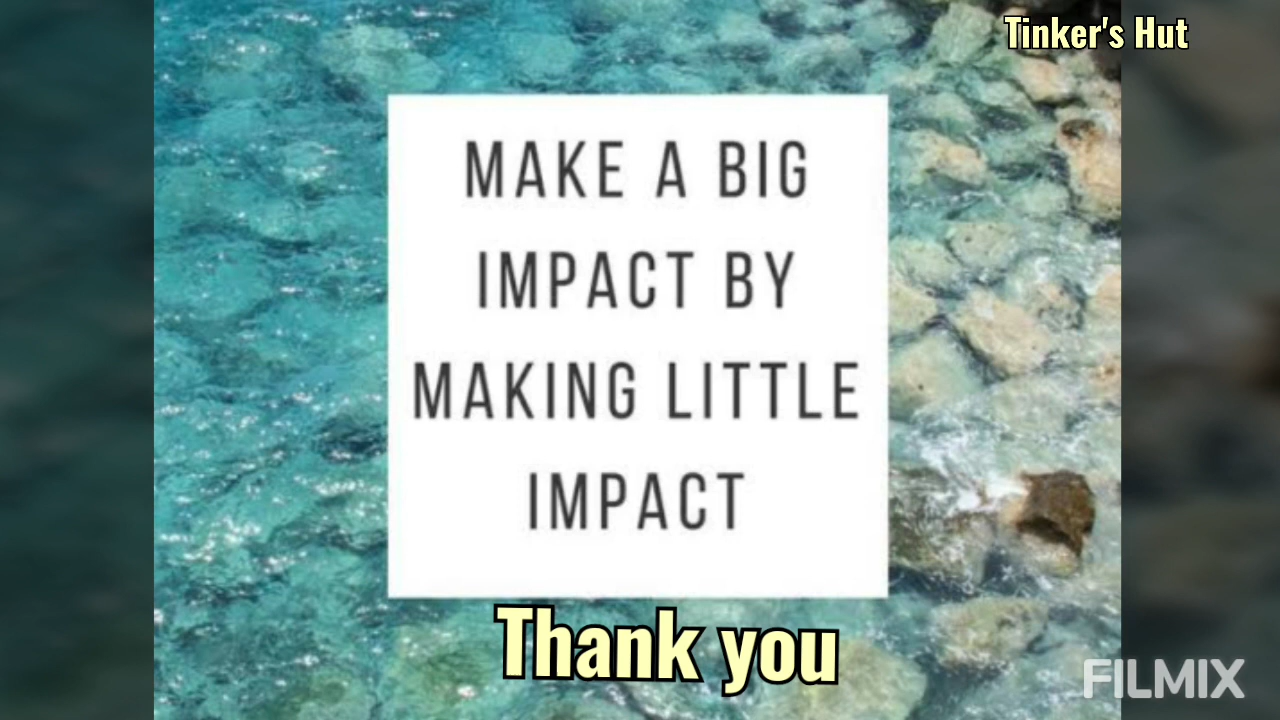 Tinker's Hut
MAKE A BIG
IMPACT BY
MAKING LITTLE
IMPACT
Thank you
FILMIX